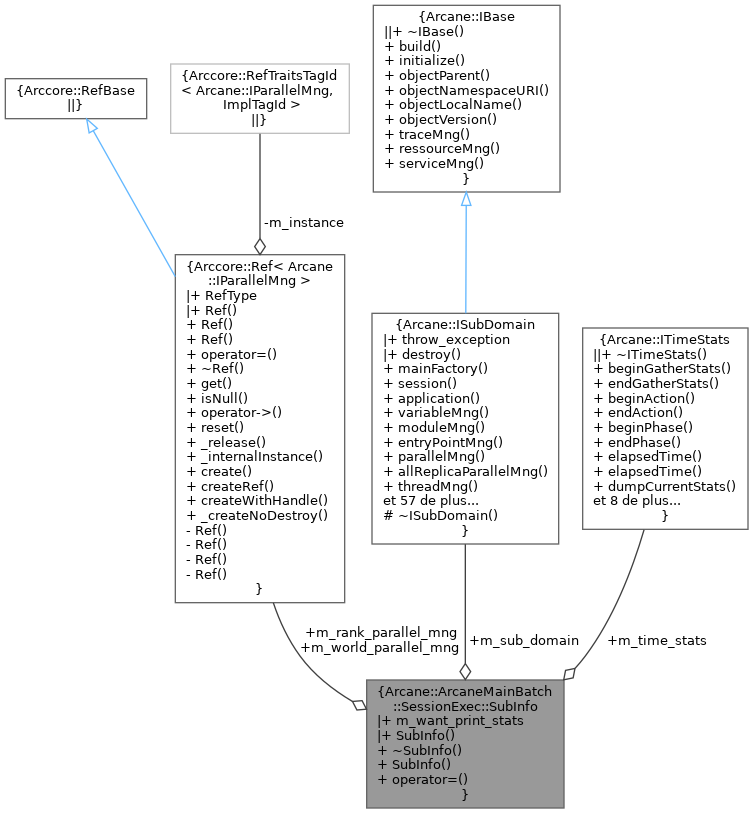 {Arcane::IBase
||+ ~IBase()
+ build()
+ initialize()
+ objectParent()
+ objectNamespaceURI()
+ objectLocalName()
+ objectVersion()
+ traceMng()
+ ressourceMng()
+ serviceMng()
}
{Arccore::RefBase
||}
{Arccore::RefTraitsTagId
< Arcane::IParallelMng,
ImplTagId >
||}
-m_instance
{Arccore::Ref< Arcane
::IParallelMng >
|+ RefType
|+ Ref()
+ Ref()
+ Ref()
+ operator=()
+ ~Ref()
+ get()
+ isNull()
+ operator->()
+ reset()
+ _release()
+ _internalInstance()
+ create()
+ createRef()
+ createWithHandle()
+ _createNoDestroy()
- Ref()
- Ref()
- Ref()
- Ref()
}
{Arcane::ISubDomain
|+ throw_exception
|+ destroy()
+ mainFactory()
+ session()
+ application()
+ variableMng()
+ moduleMng()
+ entryPointMng()
+ parallelMng()
+ allReplicaParallelMng()
+ threadMng()
et 57 de plus...
# ~ISubDomain()
}
{Arcane::ITimeStats
||+ ~ITimeStats()
+ beginGatherStats()
+ endGatherStats()
+ beginAction()
+ endAction()
+ beginPhase()
+ endPhase()
+ elapsedTime()
+ elapsedTime()
+ dumpCurrentStats()
et 8 de plus...
}
+m_rank_parallel_mng
+m_world_parallel_mng
+m_sub_domain
+m_time_stats
{Arcane::ArcaneMainBatch
::SessionExec::SubInfo
|+ m_want_print_stats
|+ SubInfo()
+ ~SubInfo()
+ SubInfo()
+ operator=()
}